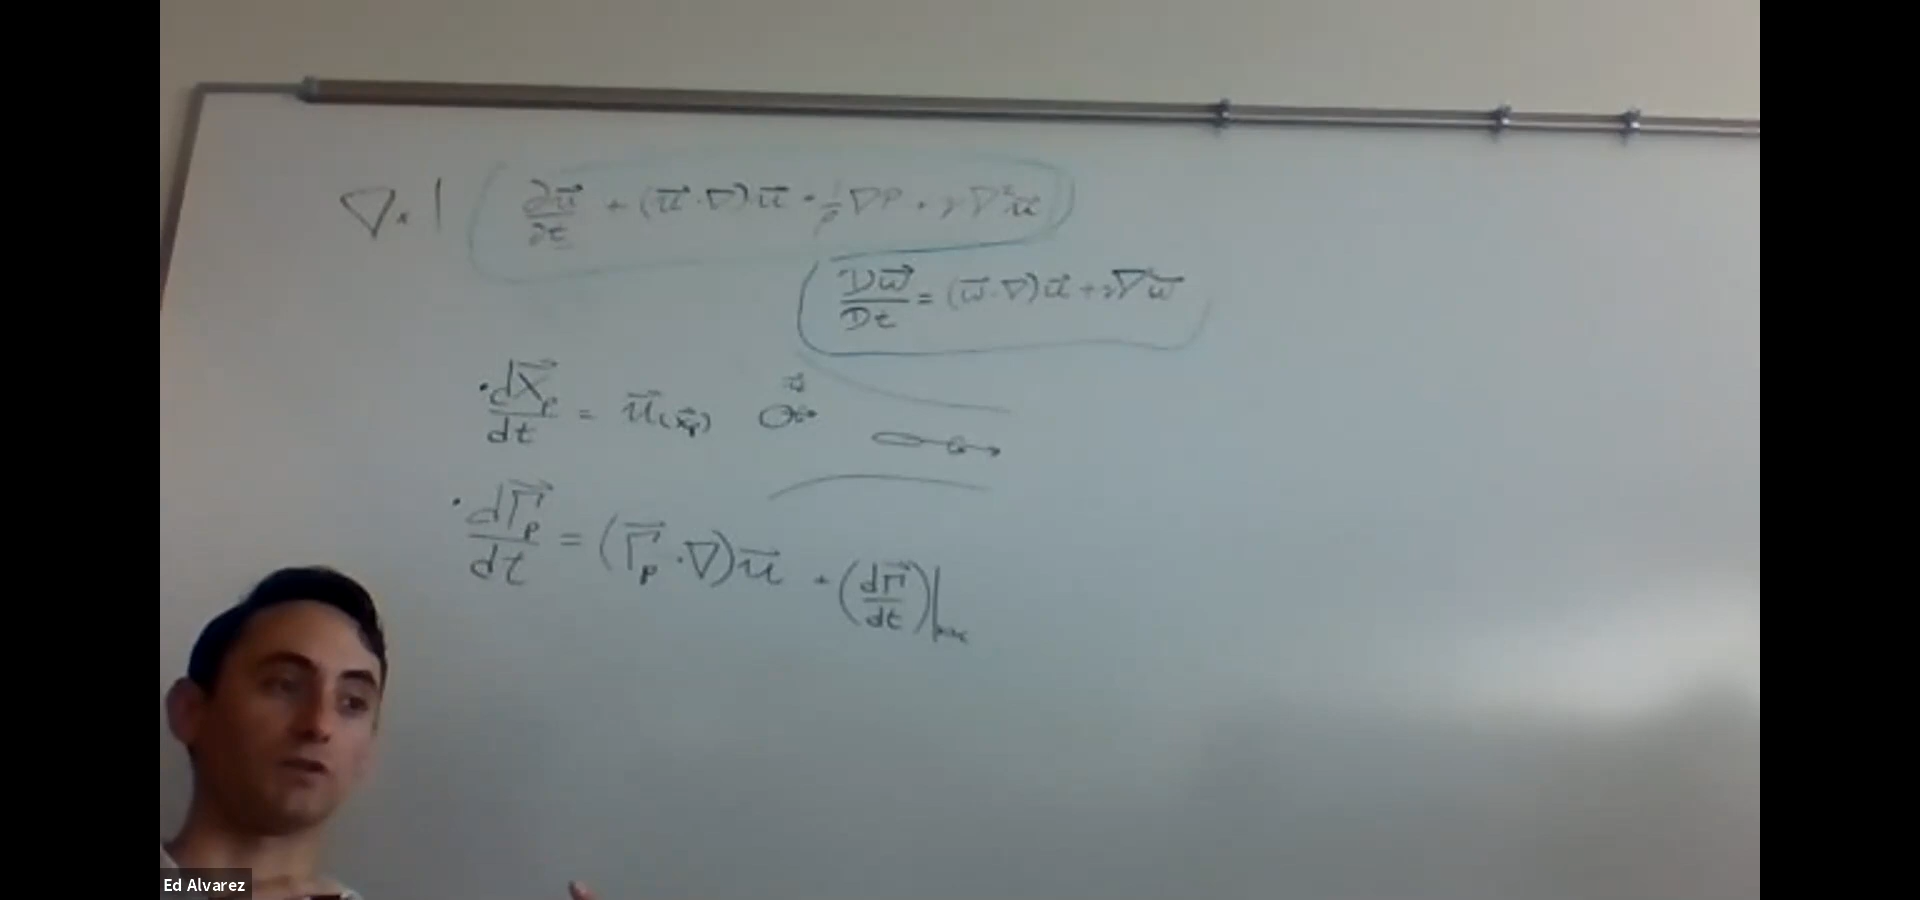 ∇× | ∂u⃗/∂t + (u⃗·∇)u⃗ = -1/ρ ∇P + ν∇²u⃗
Dω⃗/Dt = (ω⃗·∇)u⃗ + ν∇²ω⃗
· dx⃗ₚ/dt = u⃗(x⃗ₚ)
· dΓ⃗ₚ/dt = (Γ⃗ₚ·∇)u⃗ + (dΓ⃗/dt)|
Ed Alvarez